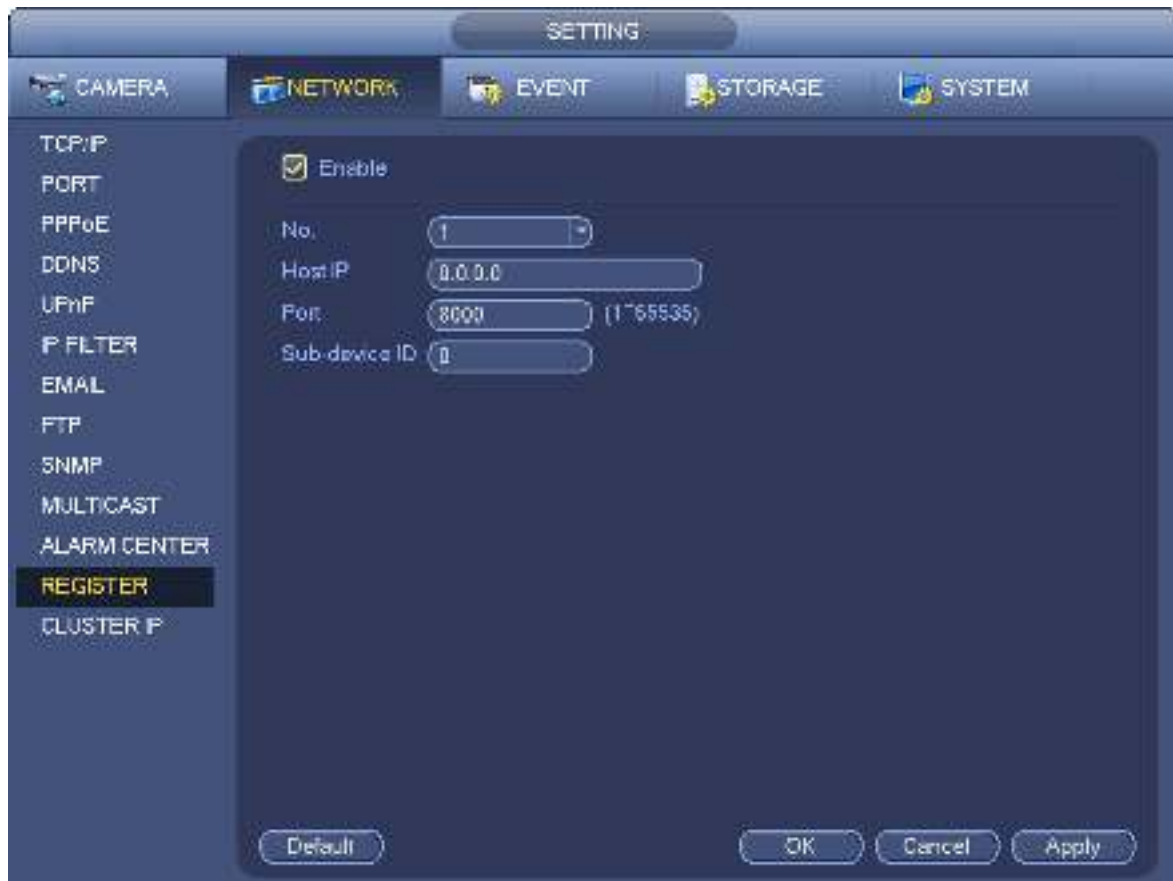 SETTING
CAMERA NETWORK EVENT STORAGE SYSTEM
TCP/IP
PORT
PPPoE
DDNS
UPnP
IP FILTER
EMAIL
FTP
SNMP
MULTICAST
ALARM CENTER
REGISTER
CLUSTER IP
Enable
No. 1
Host IP 0.0.0.0
Port 8000 (1~65535)
Sub-device ID 0
Default OK Cancel Apply